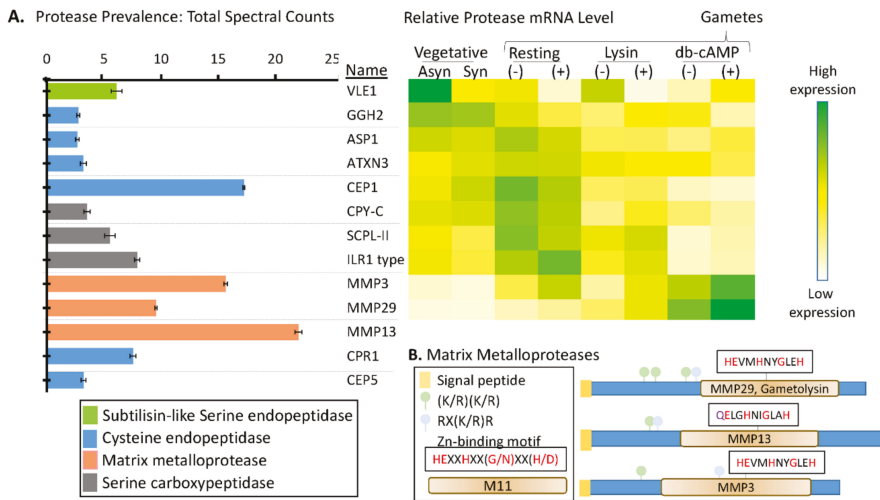 A.
Protease Prevalence: Total Spectral Counts
0 5 10 15 20 25
Name
VLE1
GGH2
ASP1
ATXN3
CEP1
CPY-C
SCPL-II
ILR1 type
MMP3
MMP29
MMP13
CPR1
CEP5
Subtilisin-like Serine endopeptidase
Cysteine endopeptidase
Matrix metalloprotease
Serine carboxypeptidase
Relative Protease mRNA Level
Gametes
Vegetative Resting Lysin db-cAMP
Asyn Syn (-) (+) (-) (+) (-) (+)
High
expression
Low
expression
B. Matrix Metalloproteases
Signal peptide
(K/R)(K/R)
RX(K/R)R
Zn-binding motif
HEXXHXX(G/N)XX(H/D)
M11
HEVMHNYGLEH
MMP29, Gametolysin
QELGHNIGLAH
MMP13
HEVMHNYGLEH
MMP3